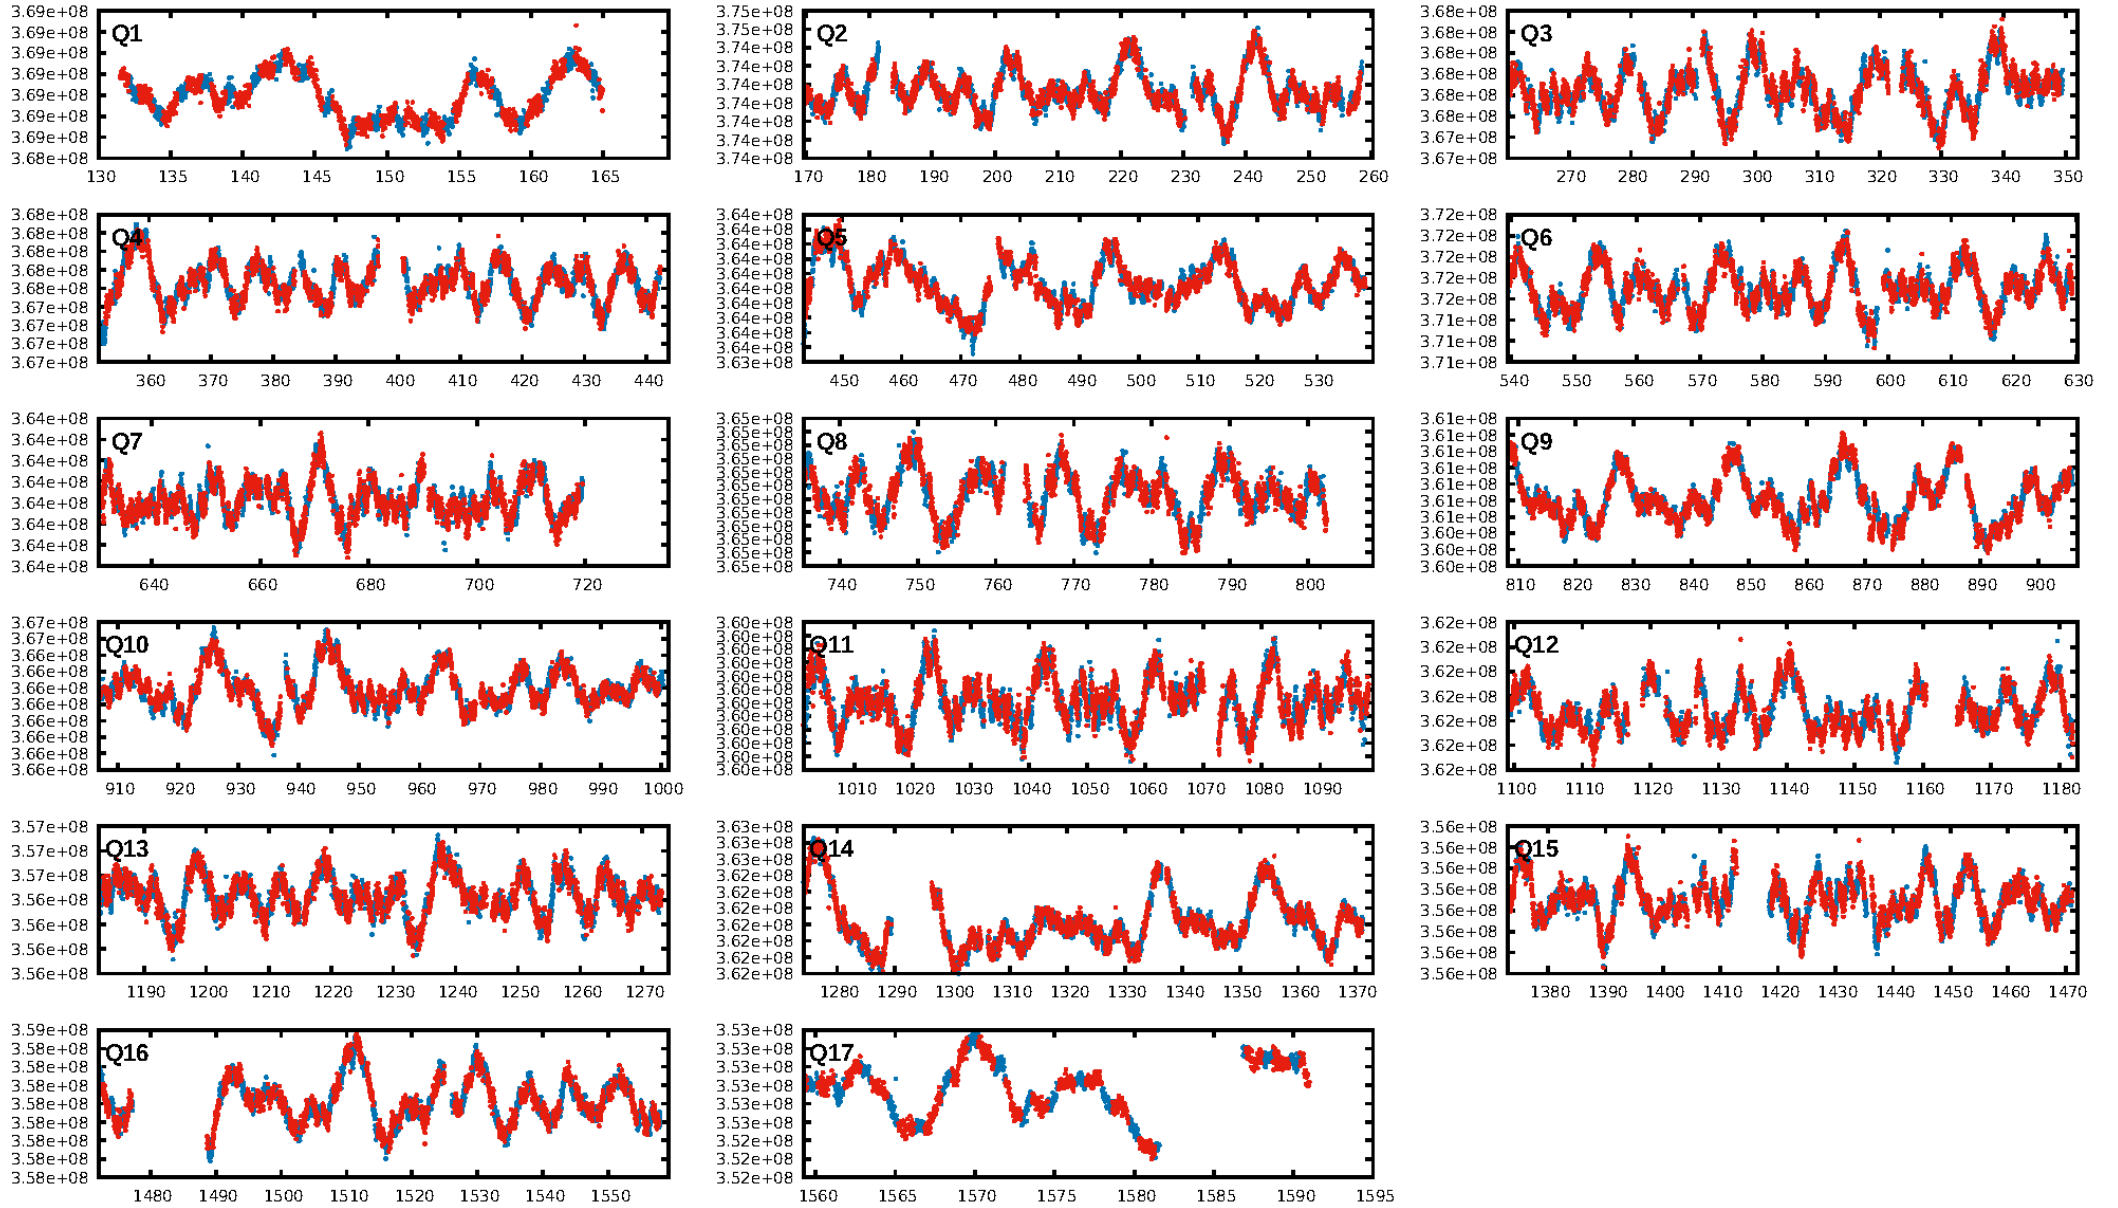 Q1
3.69e+08
3.69e+08
3.69e+08
3.69e+08
3.69e+08
3.69e+08
3.69e+08
3.68e+08
130 135 140 145 150 155 160 165
Q2
3.75e+08
3.75e+08
3.74e+08
3.74e+08
3.74e+08
3.74e+08
3.74e+08
3.74e+08
3.74e+08
170 180 190 200 210 220 230 240 250 260
Q3
3.68e+08
3.68e+08
3.68e+08
3.68e+08
3.68e+08
3.68e+08
3.67e+08
3.67e+08
270 280 290 300 310 320 330 340 350
Q4
3.68e+08
3.68e+08
3.68e+08
3.68e+08
3.68e+08
3.67e+08
3.67e+08
3.67e+08
3.67e+08
360 370 380 390 400 410 420 430 440
Q5
3.64e+08
3.64e+08
3.64e+08
3.64e+08
3.64e+08
3.64e+08
3.64e+08
3.64e+08
3.64e+08
3.64e+08
3.63e+08
450 460 470 480 490 500 510 520 530
Q6
3.72e+08
3.72e+08
3.72e+08
3.72e+08
3.72e+08
3.71e+08
3.71e+08
3.71e+08
540 550 560 570 580 590 600 610 620 630
Q7
3.64e+08
3.64e+08
3.64e+08
3.64e+08
3.64e+08
3.64e+08
3.64e+08
3.64e+08
640 660 680 700 720
Q8
3.65e+08
3.65e+08
3.65e+08
3.65e+08
3.65e+08
3.65e+08
3.65e+08
3.65e+08
3.65e+08
3.65e+08
3.65e+08
3.65e+08
740 750 760 770 780 790 800
Q9
3.61e+08
3.61e+08
3.61e+08
3.61e+08
3.61e+08
3.61e+08
3.61e+08
3.60e+08
3.60e+08
3.60e+08
810 820 830 840 850 860 870 880 890 900
Q10
3.67e+08
3.67e+08
3.66e+08
3.66e+08
3.66e+08
3.66e+08
3.66e+08
3.66e+08
3.66e+08
3.66e+08
910 920 930 940 950 960 970 980 990 1000
Q11
3.60e+08
3.60e+08
3.60e+08
3.60e+08
3.60e+08
3.60e+08
3.60e+08
3.60e+08
3.60e+08
3.60e+08
3.60e+08
3.60e+08
1010 1020 1030 1040 1050 1060 1070 1080 1090
Q12
3.62e+08
3.62e+08
3.62e+08
3.62e+08
3.62e+08
3.62e+08
3.62e+08
1100 1110 1120 1130 1140 1150 1160 1170 1180
Q13
3.57e+08
3.57e+08
3.57e+08
3.56e+08
3.56e+08
3.56e+08
3.56e+08
1190 1200 1210 1220 1230 1240 1250 1260 1270
Q14
3.63e+08
3.63e+08
3.63e+08
3.62e+08
3.62e+08
3.62e+08
3.62e+08
3.62e+08
3.62e+08
3.62e+08
1280 1290 1300 1310 1320 1330 1340 1350 1360 1370
Q15
3.56e+08
3.56e+08
3.56e+08
3.56e+08
3.56e+08
3.56e+08
3.56e+08
3.56e+08
1380 1390 1400 1410 1420 1430 1440 1450 1460 1470
Q16
3.59e+08
3.58e+08
3.58e+08
3.58e+08
3.58e+08
3.58e+08
3.58e+08
3.58e+08
3.58e+08
1480 1490 1500 1510 1520 1530 1540 1550
Q17
3.53e+08
3.53e+08
3.53e+08
3.53e+08
3.53e+08
3.53e+08
3.52e+08
3.52e+08
3.52e+08
1560 1565 1570 1575 1580 1585 1590 1595